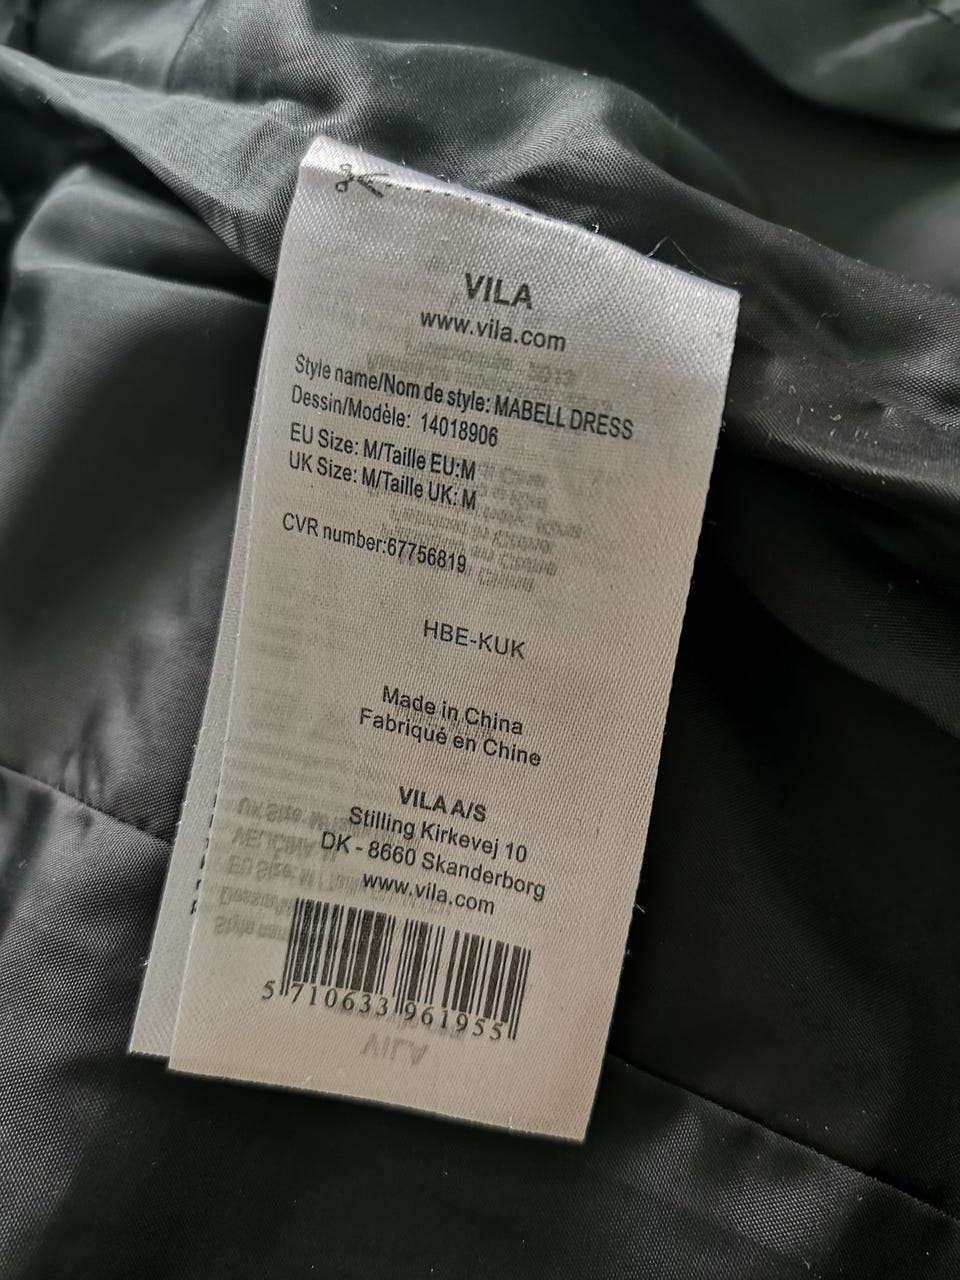 VILA
www.vila.com
Style name/Nom de style: MABELL DRESS
Dessin/Modèle: 14018906
EU Size: M/Taille EU:M
UK Size: M/Taille UK: M
CVR number:67756819
HBE-KUK
Made in China
Fabriqué en Chine
VILA A/S
Stilling Kirkevej 10
DK - 8660 Skanderborg
www.vila.com
5 710633 961955